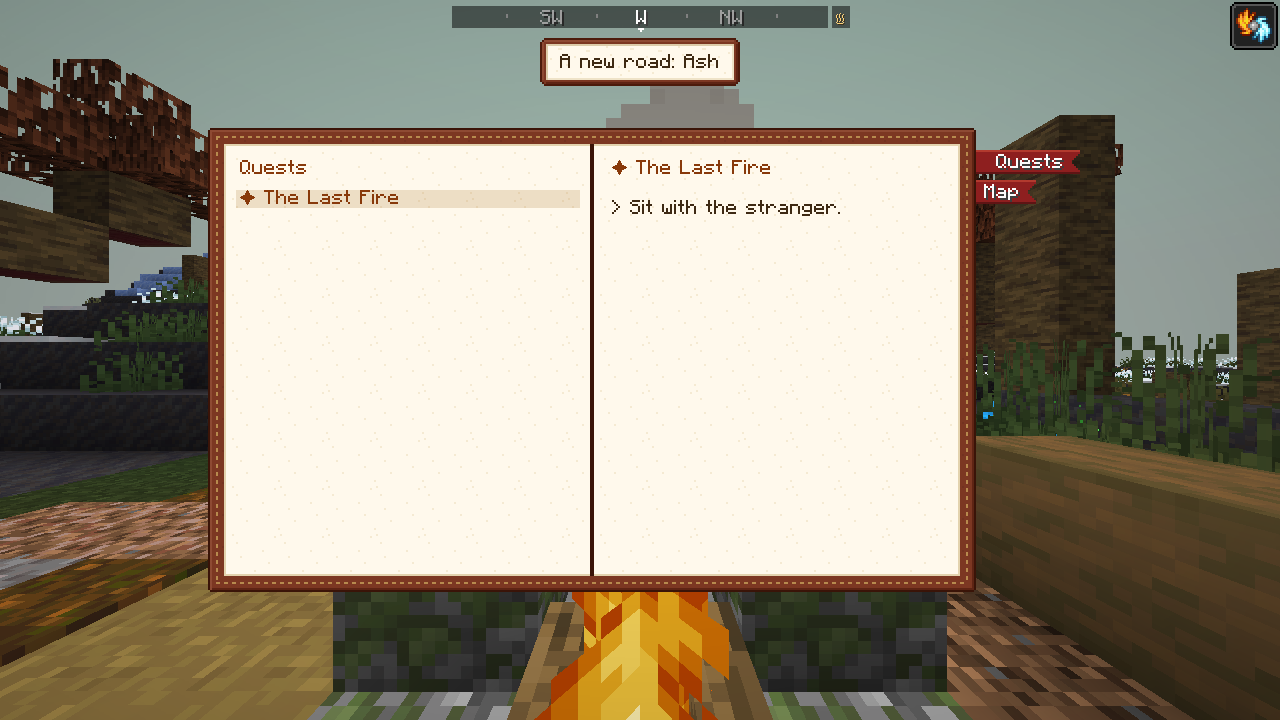 SW W NW
A new road: Ash
Quests
The Last Fire
The Last Fire
> Sit with the stranger.
Quests
Map